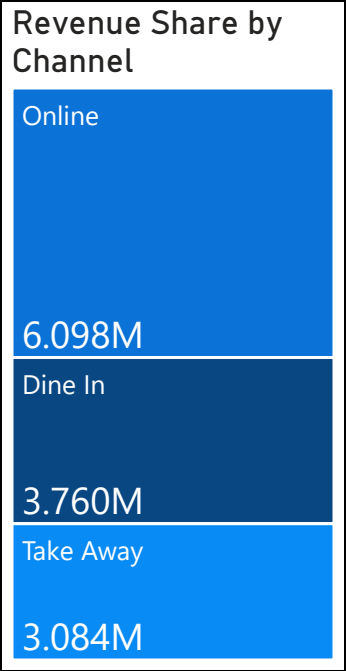 Revenue Share by
Channel
Online
6.098M
Dine In
3.760M
Take Away
3.084M